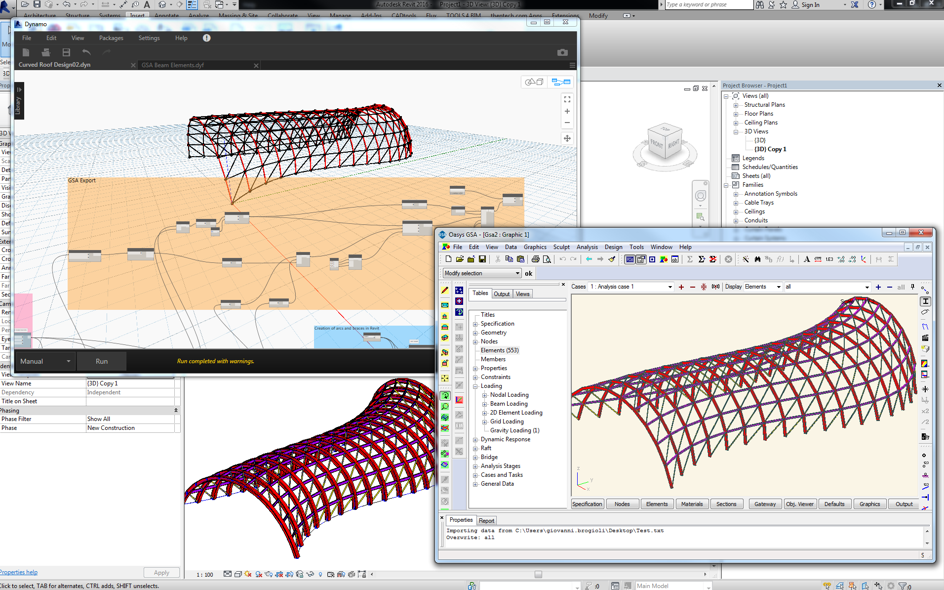 Autodesk Revit 2016
Project1 - 3D View: [3D] Copy 1
Type a keyword or phrase
Sign In
Architecture Structure Systems Insert Annotate Analyze Massing & Site Collaborate View Manage Add-Ins CADtools Flux TOOLS4BIM thentech.com Apps Extensions Modify
Dynamo
File Edit View Packages Settings Help
Curved Roof Design02.dyn
GSA Beam Elements.dyf
Library
GSA Export
Creation of arcs and braces in Revit
Manual
Run
Run completed with warnings.
View Name
[3D] Copy 1
Dependency
Independent
Title on Sheet
Phasing
Phase Filter
Show All
Phase
New Construction
Properties help
Apply
1 : 100
Click to select, TAB for alternates, CTRL adds, SHIFT unselects.
Main Model
Project Browser - Project1
Views (all)
Structural Plans
Floor Plans
Ceiling Plans
3D Views
[3D]
[3D] Copy 1
Legends
Schedules/Quantities
Sheets (all)
Families
Annotation Symbols
Cable Trays
Ceilings
Conduits
FRONT
RIGHT
Oasys GSA - [Gsa2 : Graphic 1]
File Edit View Data Graphics Sculpt Analysis Design Tools Window Help
Modify selection
ok
Cases
1 : Analysis case 1
Display
Elements
all
Tables Output Views
Titles
Specification
Geometry
Nodes
Elements (553)
Members
Properties
Constraints
Loading
Nodal Loading
Beam Loading
2D Element Loading
Grid Loading
Gravity Loading (1)
Dynamic Response
Raft
Bridge
Analysis Stages
Cases and Tasks
General Data
Specification Nodes Elements Materials Sections Gateway Obj. Viewer Defaults Graphics Output
Properties Report
Importing data from C:\Users\giovanni.brogioli\Desktop\Test.txt
Overwrite: all